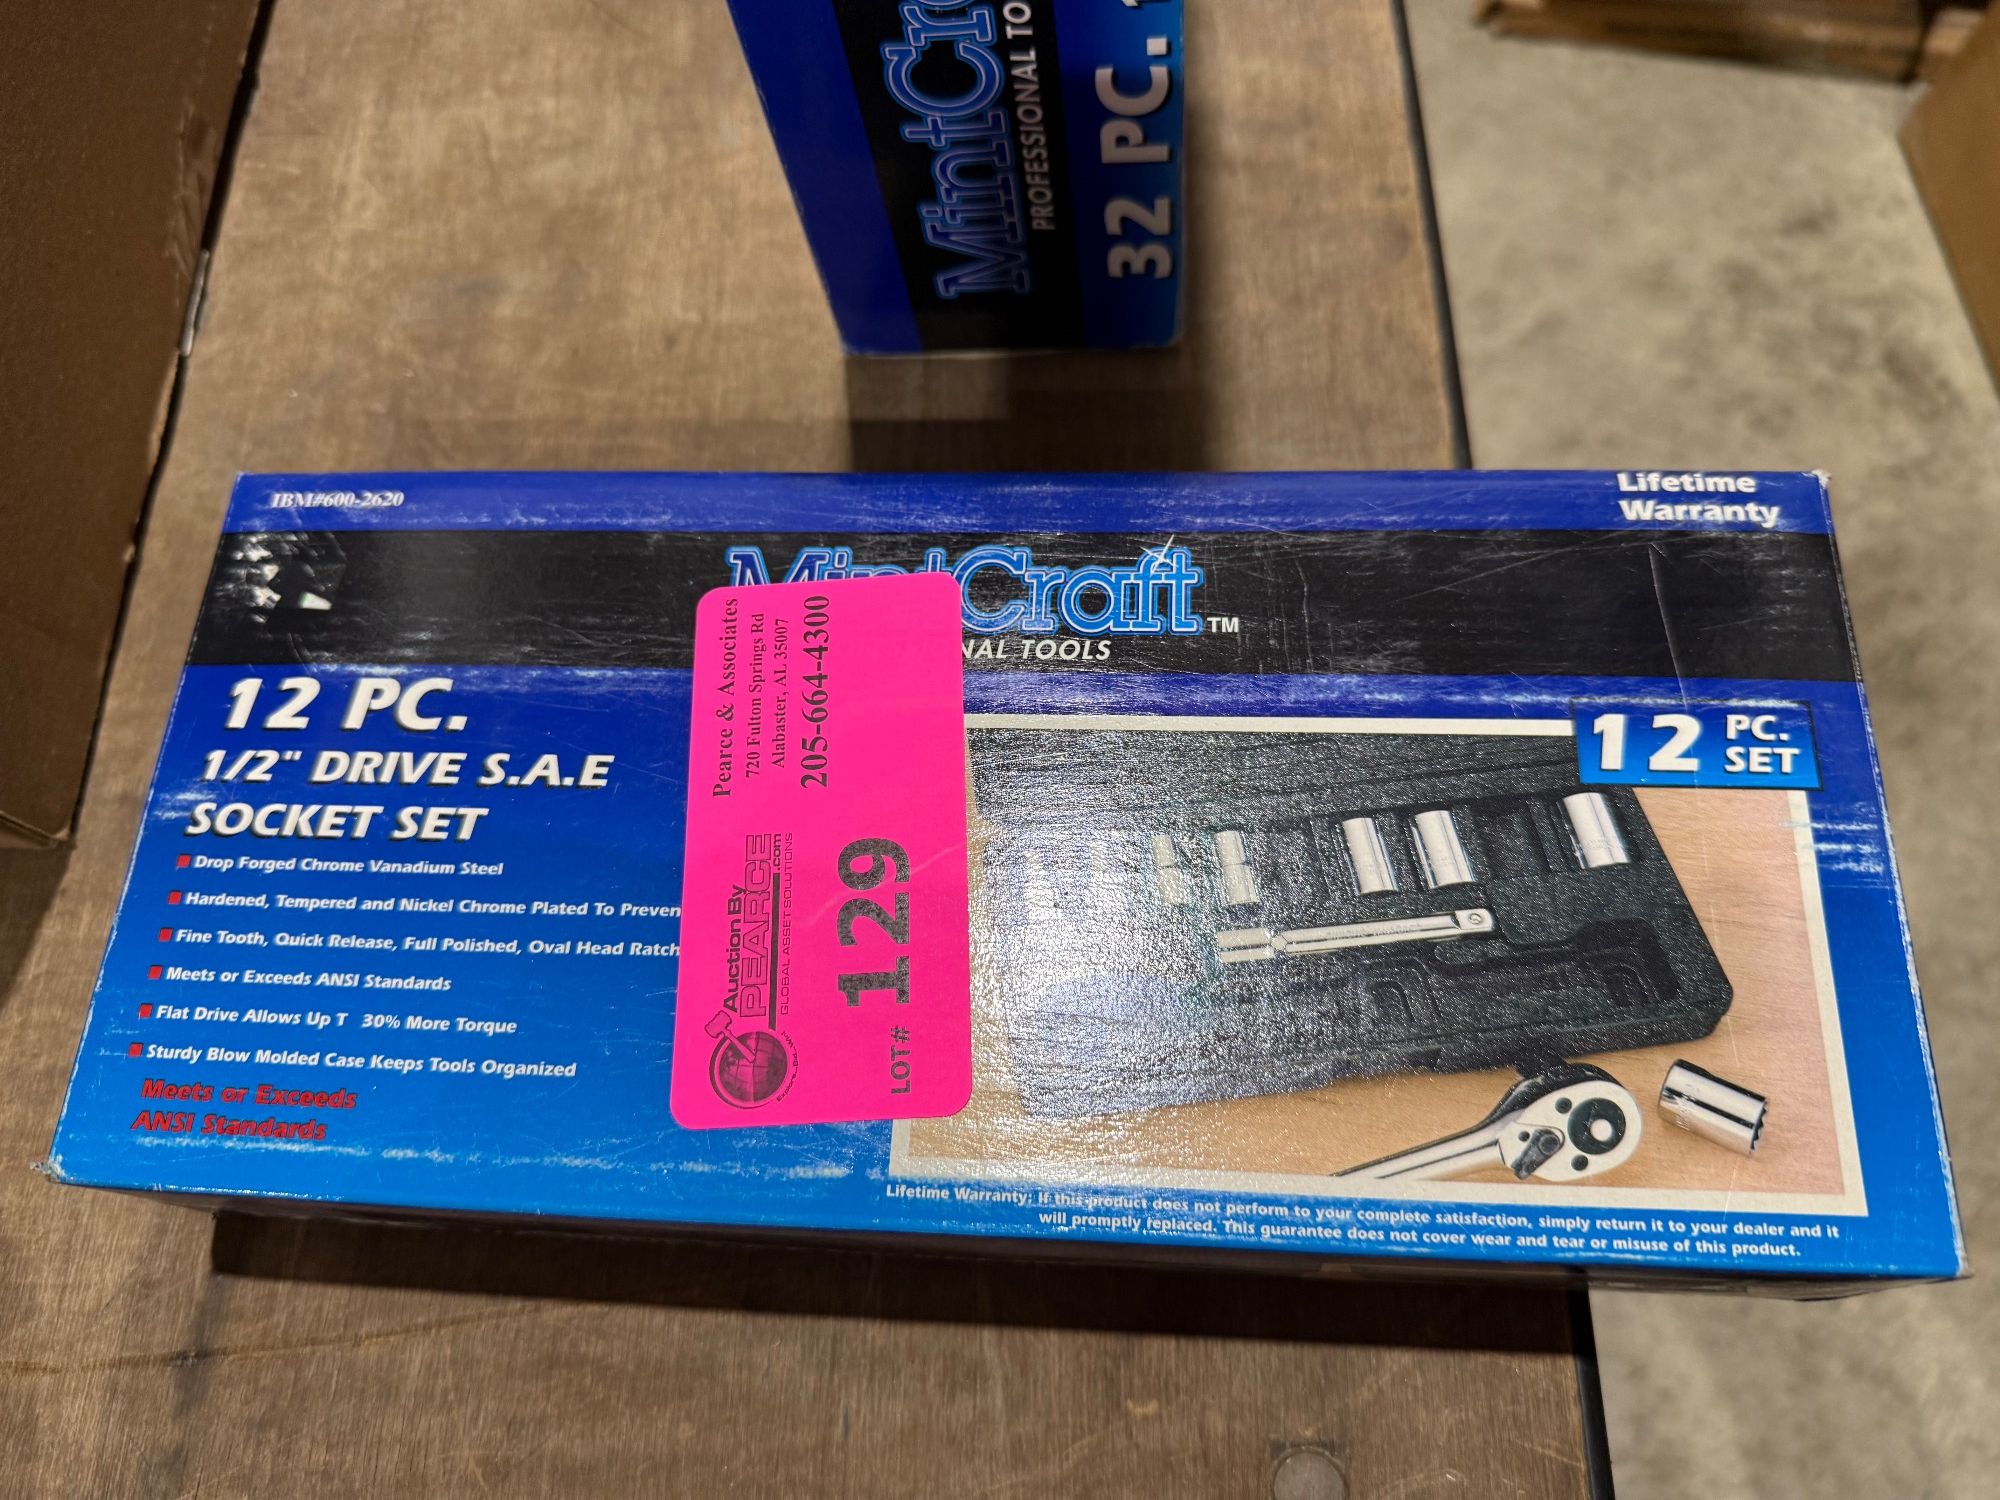 MintCr
PROFESSIONAL TO
32 PC.
IBM#600-2620
Lifetime
Warranty
MintCraft™
NAL TOOLS
12 PC.
1/2" DRIVE S.A.E
SOCKET SET
Drop Forged Chrome Vanadium Steel
Hardened, Tempered and Nickel Chrome Plated To Preven
Fine Tooth, Quick Release, Full Polished, Oval Head Ratch
Meets or Exceeds ANSI Standards
Flat Drive Allows Up T 30% More Torque
Sturdy Blow Molded Case Keeps Tools Organized
Meets or Exceeds
ANSI Standards
Pearce & Associates
720 Fulton Springs Rd
Alabaster, AL 35007
205-664-4300
Auction By
PEARCE.com
GLOBAL ASSET SOLUTIONS
LOT# 129
12 PC.
SET
Lifetime Warranty: If this product does not perform to your complete satisfaction, simply return it to your dealer and it
will promptly replaced. This guarantee does not cover wear and tear or misuse of this product.